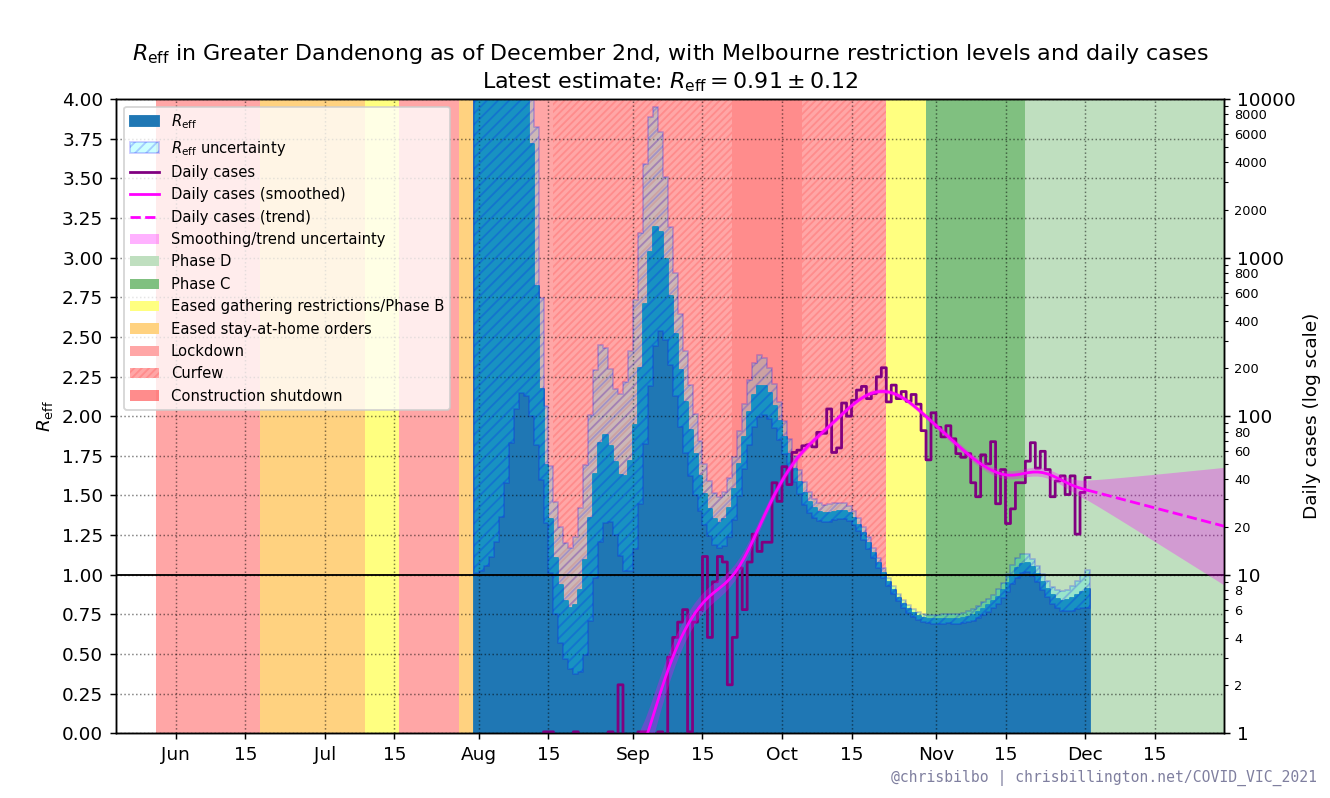 R_eff in Greater Dandenong as of December 2nd, with Melbourne restriction levels and daily cases
Latest estimate: R_eff = 0.91 ± 0.12
R_eff
R_eff uncertainty
Daily cases
Daily cases (smoothed)
Daily cases (trend)
Smoothing/trend uncertainty
Phase D
Phase C
Eased gathering restrictions/Phase B
Eased stay-at-home orders
Lockdown
Curfew
Construction shutdown
R_eff
4.00
3.75
3.50
3.25
3.00
2.75
2.50
2.25
2.00
1.75
1.50
1.25
1.00
0.75
0.50
0.25
0.00
Jun 15 Jul 15 Aug 15 Sep 15 Oct 15 Nov 15 Dec 15
10000
8000
6000
4000
2000
1000
800
600
400
200
100
80
60
40
20
10
8
6
4
2
1
Daily cases (log scale)
@chrisbilbo | chrisbillington.net/COVID_VIC_2021